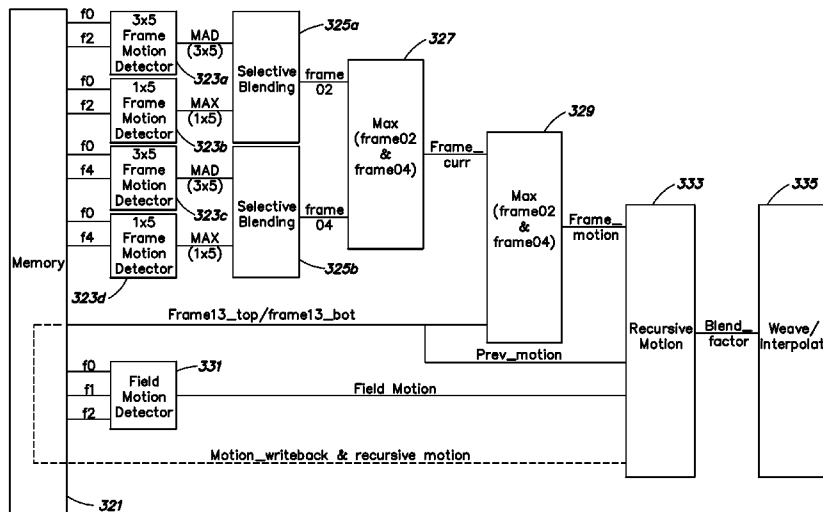 325a
f0
3x5
Frame
Motion
Detector
f2
323a
MAD
(3x5)
Selective
Blending
frame
02
327
f0
1x5
Frame
Motion
Detector
f2
323b
MAX
(1x5)
Max
(frame02
&
frame04)
Frame_
curr
329
f0
3x5
Frame
Motion
Detector
f4
323c
MAD
(3x5)
Selective
Blending
frame
04
Max
(frame02
&
frame04)
Frame_
motion
333
335
f0
1x5
Frame
Motion
Detector
f4
323d
MAX
(1x5)
325b
Memory
Frame13_top/frame13_bot
Prev_motion
Recursive
Motion
Blend_
factor
Weave/
Interpolat
f0
f1
f2
Field
Motion
Detector
331
Field Motion
Motion_writeback & recursive motion
321